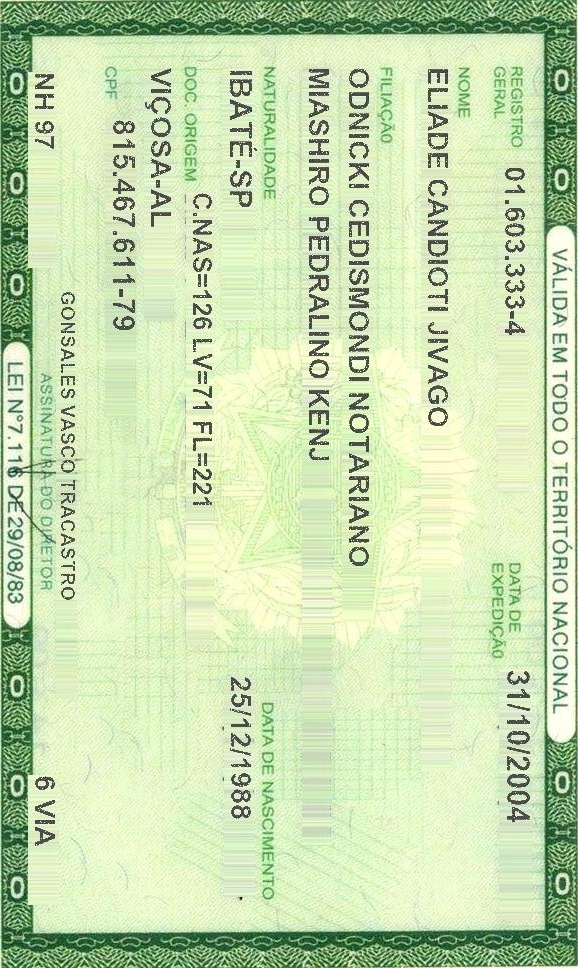 VÁLIDA EM TODO O TERRITÓRIO NACIONAL
REGISTRO GERAL 01.603.333-4 DATA DE EXPEDIÇÃO 31/10/2004
NOME
ELIADE CANDIOTI JIVAGO
FILIAÇÃO
ODNICKI CEDISMONDI NOTARIANO
MIASHIRO PEDRALINO KENJ
NATURALIDADE DATA DE NASCIMENTO
IBATÉ-SP 25/12/1988
DOC. ORIGEM C.NAS=126 LV=71 FL=221
VIÇOSA-AL
CPF 815.467.611-79
GONSALES VASCO TRACASTRO
NH 97 ASSINATURA DO DIRETOR 6 VIA
LEI Nº 7.116 DE 29/08/83